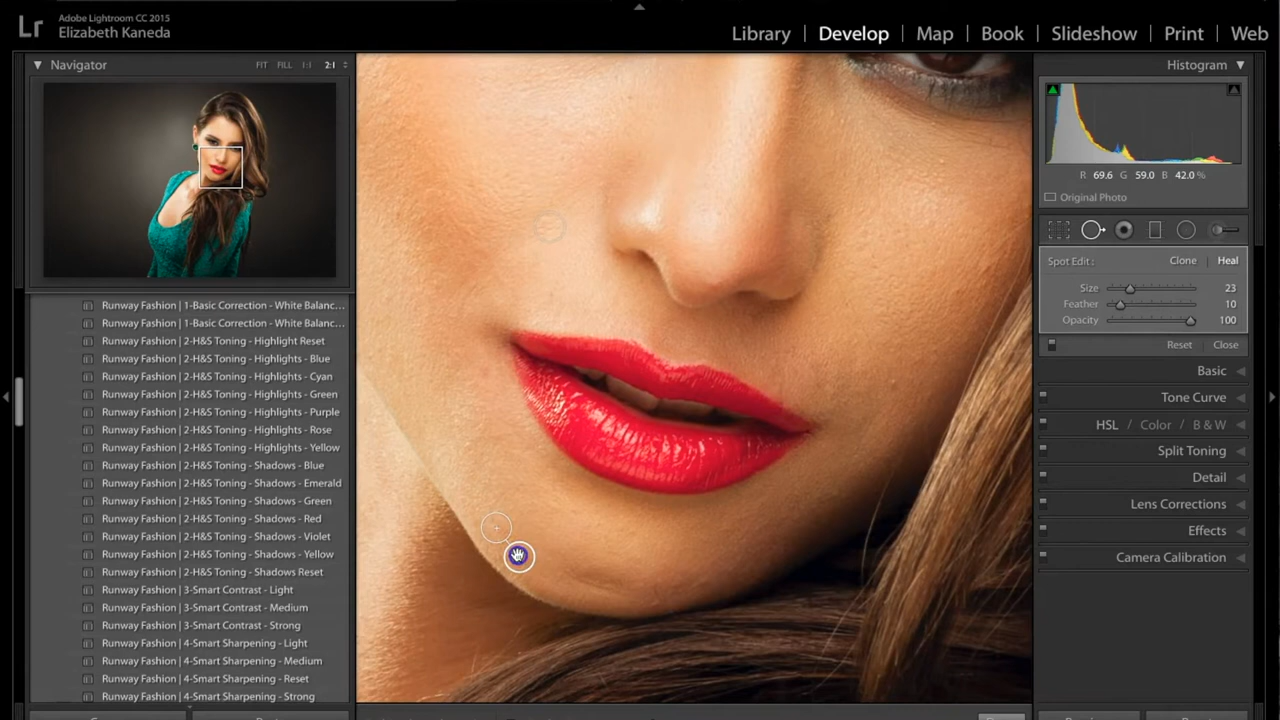 Lr
Adobe Lightroom CC 2015
Elizabeth Kaneda
Library | Develop | Map | Book | Slideshow | Print | Web
Navigator FIT FILL 1:1 2:1
Histogram
R 69.6 G 59.0 B 42.0 %
Original Photo
Spot Edit : Clone | Heal
Size 23
Feather 10
Opacity 100
Reset Close
Basic
Tone Curve
HSL / Color / B & W
Split Toning
Detail
Lens Corrections
Effects
Camera Calibration
Runway Fashion | 1-Basic Correction - White Balanc...
Runway Fashion | 1-Basic Correction - White Balanc...
Runway Fashion | 2-H&S Toning - Highlight Reset
Runway Fashion | 2-H&S Toning - Highlights - Blue
Runway Fashion | 2-H&S Toning - Highlights - Cyan
Runway Fashion | 2-H&S Toning - Highlights - Green
Runway Fashion | 2-H&S Toning - Highlights - Purple
Runway Fashion | 2-H&S Toning - Highlights - Rose
Runway Fashion | 2-H&S Toning - Highlights - Yellow
Runway Fashion | 2-H&S Toning - Shadows - Blue
Runway Fashion | 2-H&S Toning - Shadows - Emerald
Runway Fashion | 2-H&S Toning - Shadows - Green
Runway Fashion | 2-H&S Toning - Shadows - Red
Runway Fashion | 2-H&S Toning - Shadows - Violet
Runway Fashion | 2-H&S Toning - Shadows - Yellow
Runway Fashion | 2-H&S Toning - Shadows Reset
Runway Fashion | 3-Smart Contrast - Light
Runway Fashion | 3-Smart Contrast - Medium
Runway Fashion | 3-Smart Contrast - Strong
Runway Fashion | 4-Smart Sharpening - Light
Runway Fashion | 4-Smart Sharpening - Medium
Runway Fashion | 4-Smart Sharpening - Reset
Runway Fashion | 4-Smart Sharpening - Strong